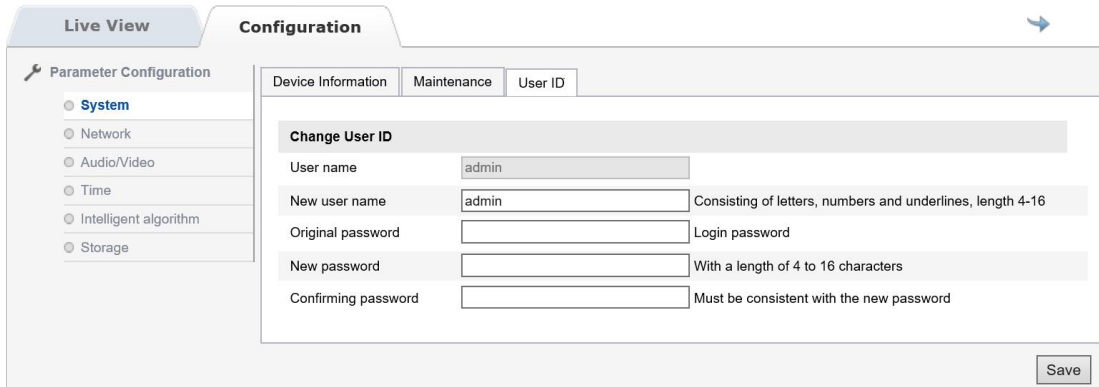 Live View
Configuration
Parameter Configuration
System
Network
Audio/Video
Time
Intelligent algorithm
Storage
Device Information
Maintenance
User ID
Change User ID
User name admin
New user name admin Consisting of letters, numbers and underlines, length 4-16
Original password Login password
New password With a length of 4 to 16 characters
Confirming password Must be consistent with the new password
Save